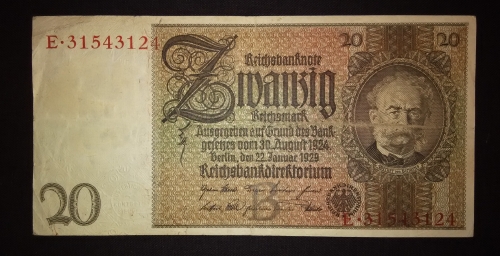 E·31543124
20
20
Reichsbanknote
Zwanzig
Reichsmark
Ausgegeben auf Grund des Bank-
gesetzes vom 30. August 1924
Berlin, den 22. Januar 1929
Reichsbankdirektorium
B
20
E·31543124